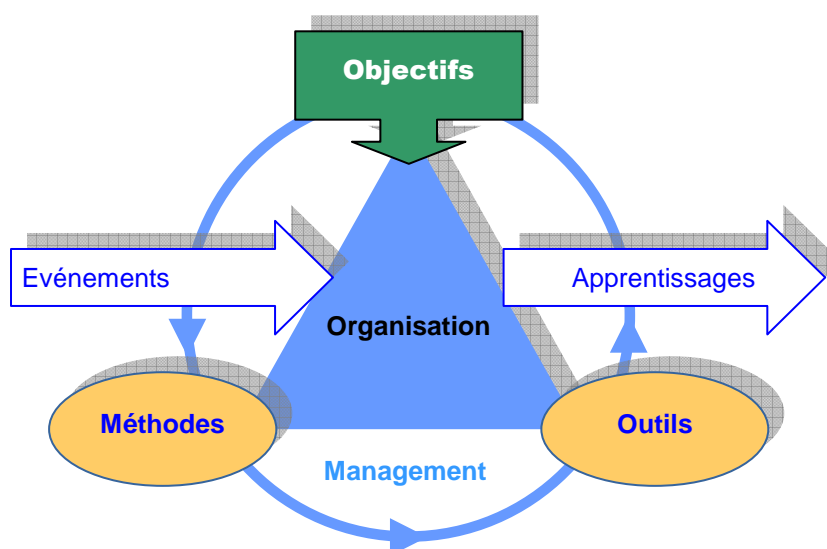 Objectifs
Evénements
Apprentissages
Organisation
Méthodes
Outils
Management